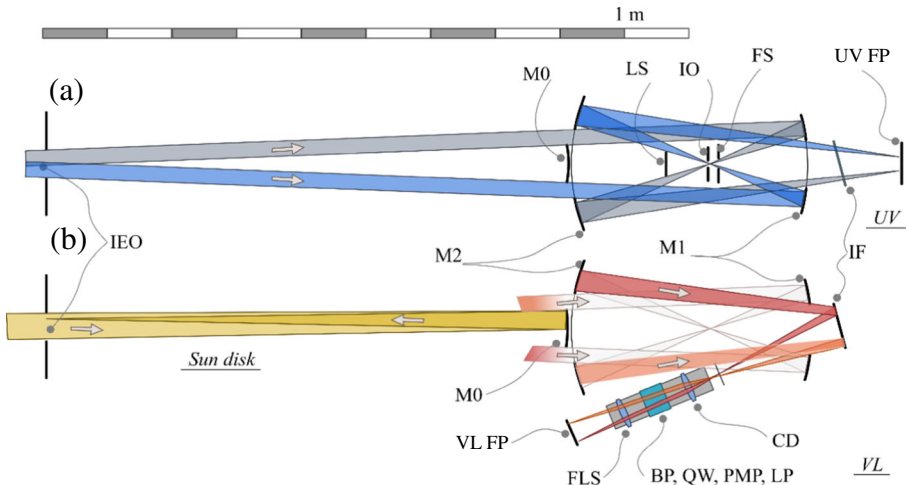 1 m
UV FP
LS IO FS
M0
(a)
UV
(b)
IEO
M2
M1
IF
Sun disk
M0
VL FP
CD
FLS
BP, QW, PMP, LP
VL